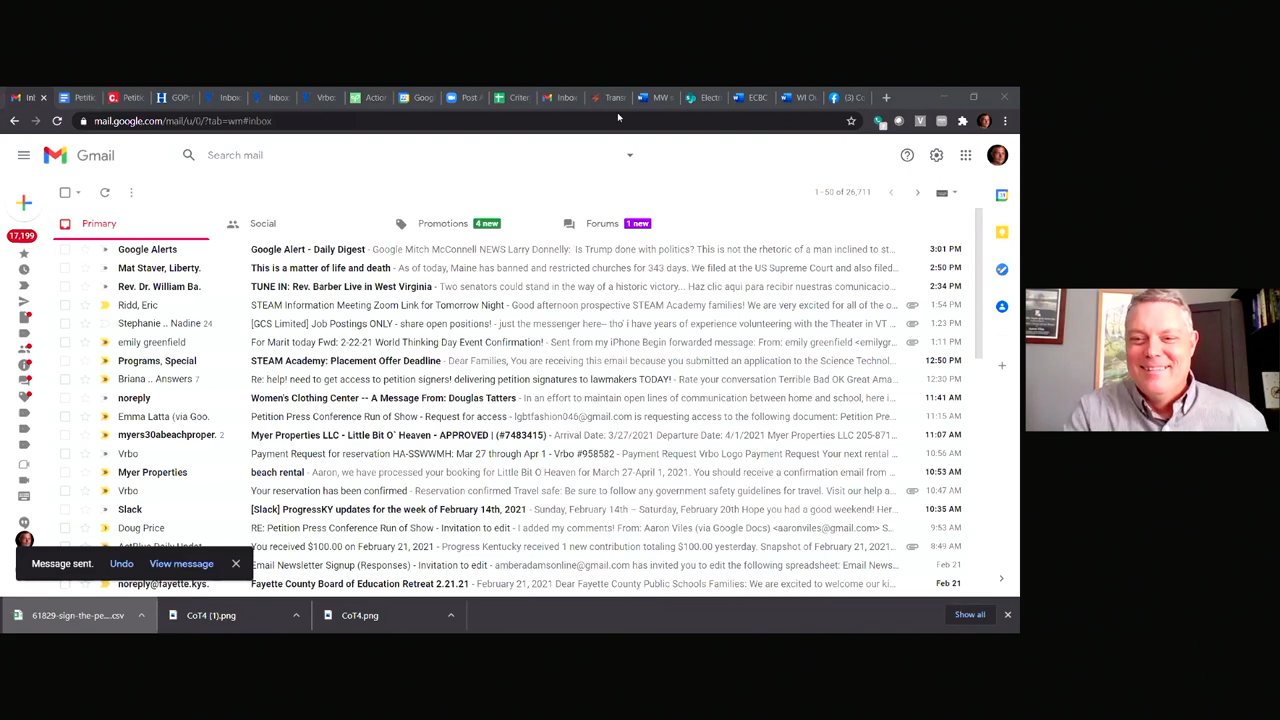 Inl Petitic Petitic GOP: Inbox Inbox Vrbo: Action Googl Post A Criter Inbox Transi MW s Electr ECBC WI O (3) Co
mail.google.com/mail/u/0/?tab=wm#inbox
Gmail Search mail
1–50 of 26,711
17,199
Primary Social Promotions 4 new Forums 1 new
Google Alerts Google Alert - Daily Digest - Google Mitch McConnell NEWS Larry Donnelly: 'Is Trump done with politics? This is not the rhetoric of a man inclined to st... 3:01 PM
Mat Staver, Liberty. This is a matter of life and death - As of today, Maine has banned and restricted churches for 343 days. We filed at the US Supreme Court and also filed... 2:50 PM
Rev. Dr. William Ba. TUNE IN: Rev. Barber Live in West Virginia - Two senators could stand in the way of a historic victory... Haz clic aqui para recibir nuestras comunicacio... 2:34 PM
Ridd, Eric STEAM Information Meeting Zoom Link for Tomorrow Night - Good afternoon prospective STEAM Academy families! We are very excited for all of the o... 1:54 PM
Stephanie .. Nadine 24 [GCS Limited] Job Postings ONLY - share open positions! - just the messenger here-- tho' i have years of experience volunteering with the Theater in VT ... 1:23 PM
emily greenfield For Marit today Fwd: 2-22-21 World Thinking Day Event Confirmation! - Sent from my iPhone Begin forwarded message: From: emily greenfield <emilygr... 1:11 PM
Programs, Special STEAM Academy: Placement Offer Deadline - Dear Families, You are receiving this email because you submitted an application to the Science Technol... 12:50 PM
Briana .. Answers 7 Re: help! need to get access to petition signers! delivering petition signatures to lawmakers TODAY! - Rate your conversation Terrible Bad OK Great Ama... 12:30 PM
noreply Women's Clothing Center -- A Message From: Douglas Tatters - In an effort to maintain open lines of communication between home and school, here i... 11:41 AM
Emma Latta (via Goo. Petition Press Conference Run of Show - Request for access - lgbtfashion046@gmail.com is requesting access to the following document: Petition Pre... 11:15 AM
myers30abeachproper. 2 Myer Properties LLC - Little Bit O` Heaven - APPROVED | (#7483415) - Arrival Date: 3/27/2021 Departure Date: 4/1/2021 Myer Properties LLC 205-871... 11:07 AM
Vrbo Payment Request for reservation HA-SSWWMH: Mar 27 through Apr 1 - Vrbo #958582 - Payment Request Vrbo Logo Payment Request Your next rental ... 10:56 AM
Myer Properties beach rental - Aaron, we have processed your booking for Little Bit O Heaven for March 27-April 1, 2021. You should receive a confirmation email from ... 10:53 AM
Vrbo Your reservation has been confirmed - Reservation confirmed Travel safe: Be sure to follow any government safety guidelines for travel. Visit our help a... 10:47 AM
Slack [Slack] ProgressKY updates for the week of February 14th, 2021 - Sunday, February 14th – Saturday, February 20th Hope you had a good weekend! Her... 10:35 AM
Doug Price RE: Petition Press Conference Run of Show - Invitation to edit - I added my comments! From: Aaron Viles (via Google Docs) <aaronviles@gmail.com> S... 9:53 AM
You received $100.00 on February 21, 2021 - Progress Kentucky received 1 new contribution totaling $100.00 yesterday. Snapshot of February 21, 2021 ... 8:49 AM
Email Newsletter Signup (Responses) - Invitation to edit - amberadamsonline@gmail.com has invited you to edit the following spreadsheet: Email News... Feb 21
noreply@fayette.kys. Fayette County Board of Education Retreat 2.21.21 - February 21, 2021 Dear Fayette County Public Schools Families: We are excited to welcome our ki... Feb 21
Message sent. Undo View message
61829-sign-the-pe....csv CoT4 (1).png CoT4.png Show all